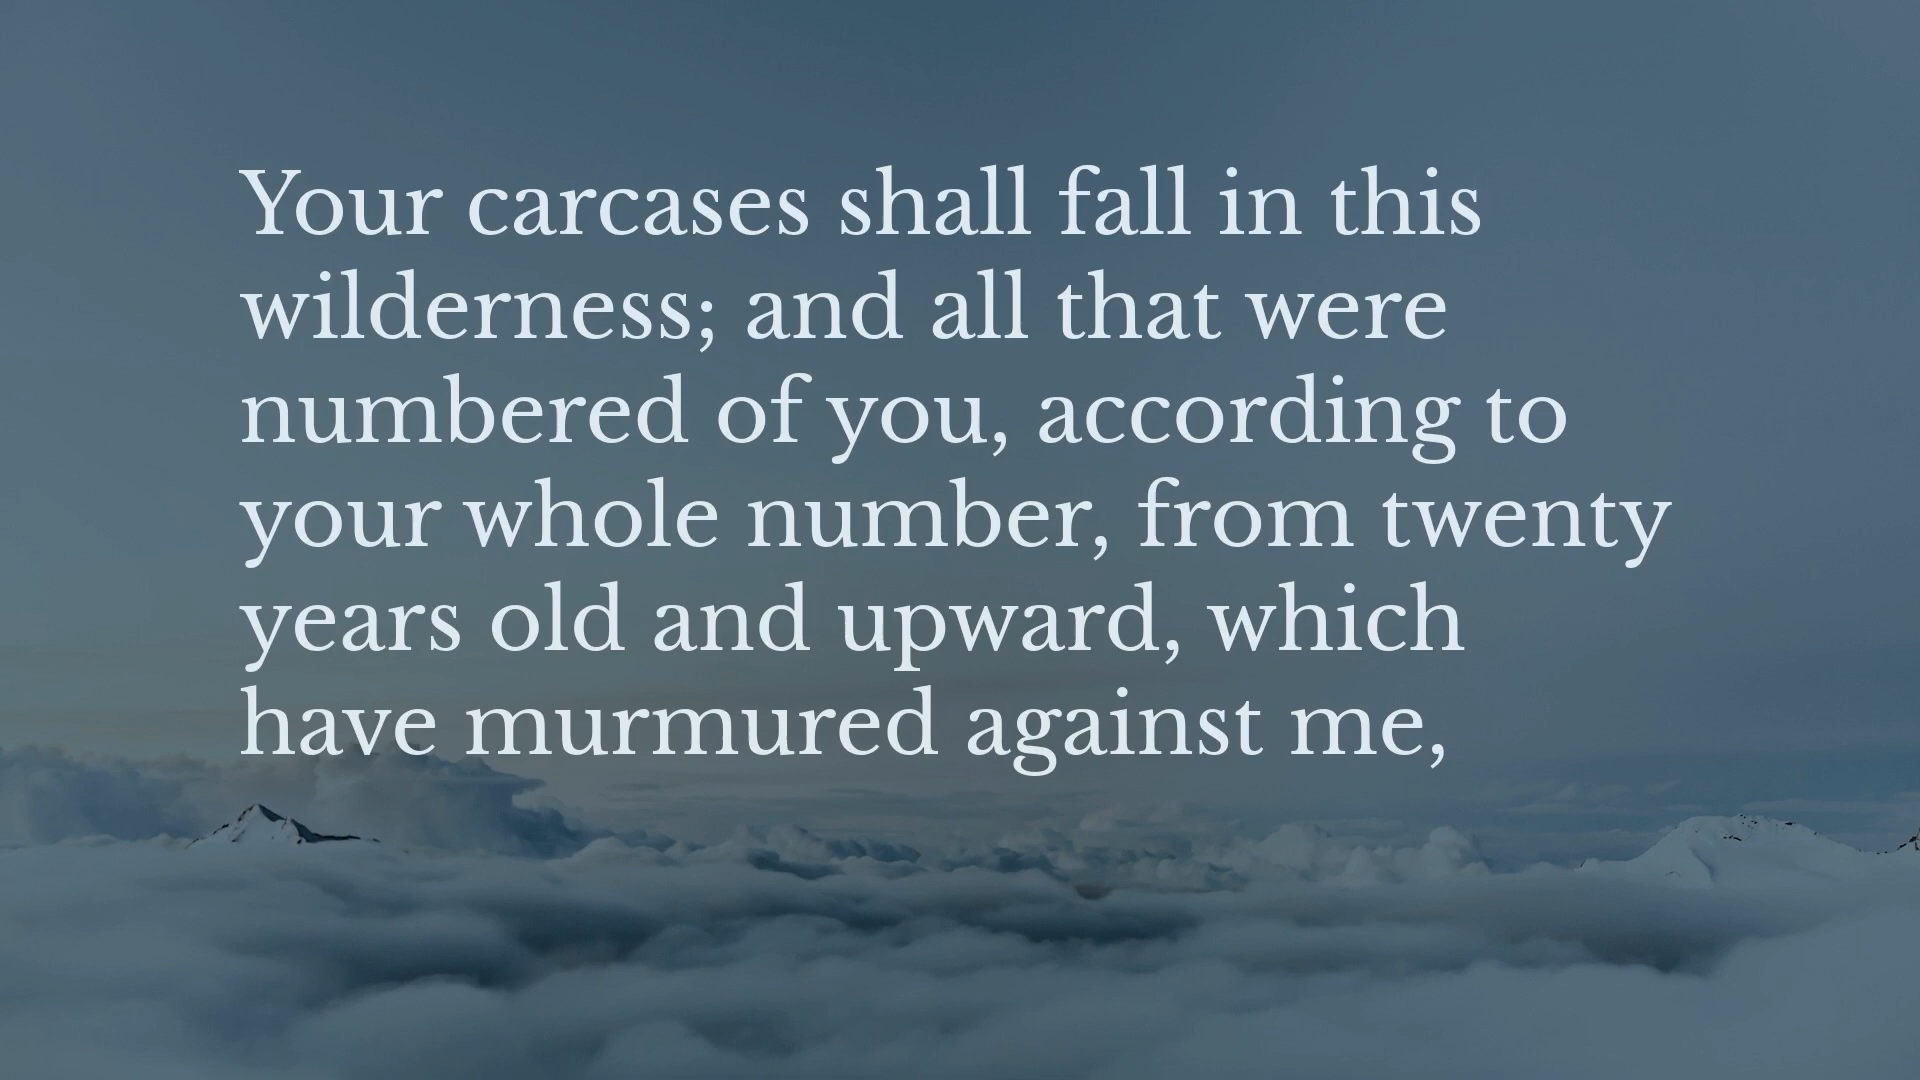 Your carcases shall fall in this
wilderness; and all that were
numbered of you, according to
your whole number, from twenty
years old and upward, which
have murmured against me,